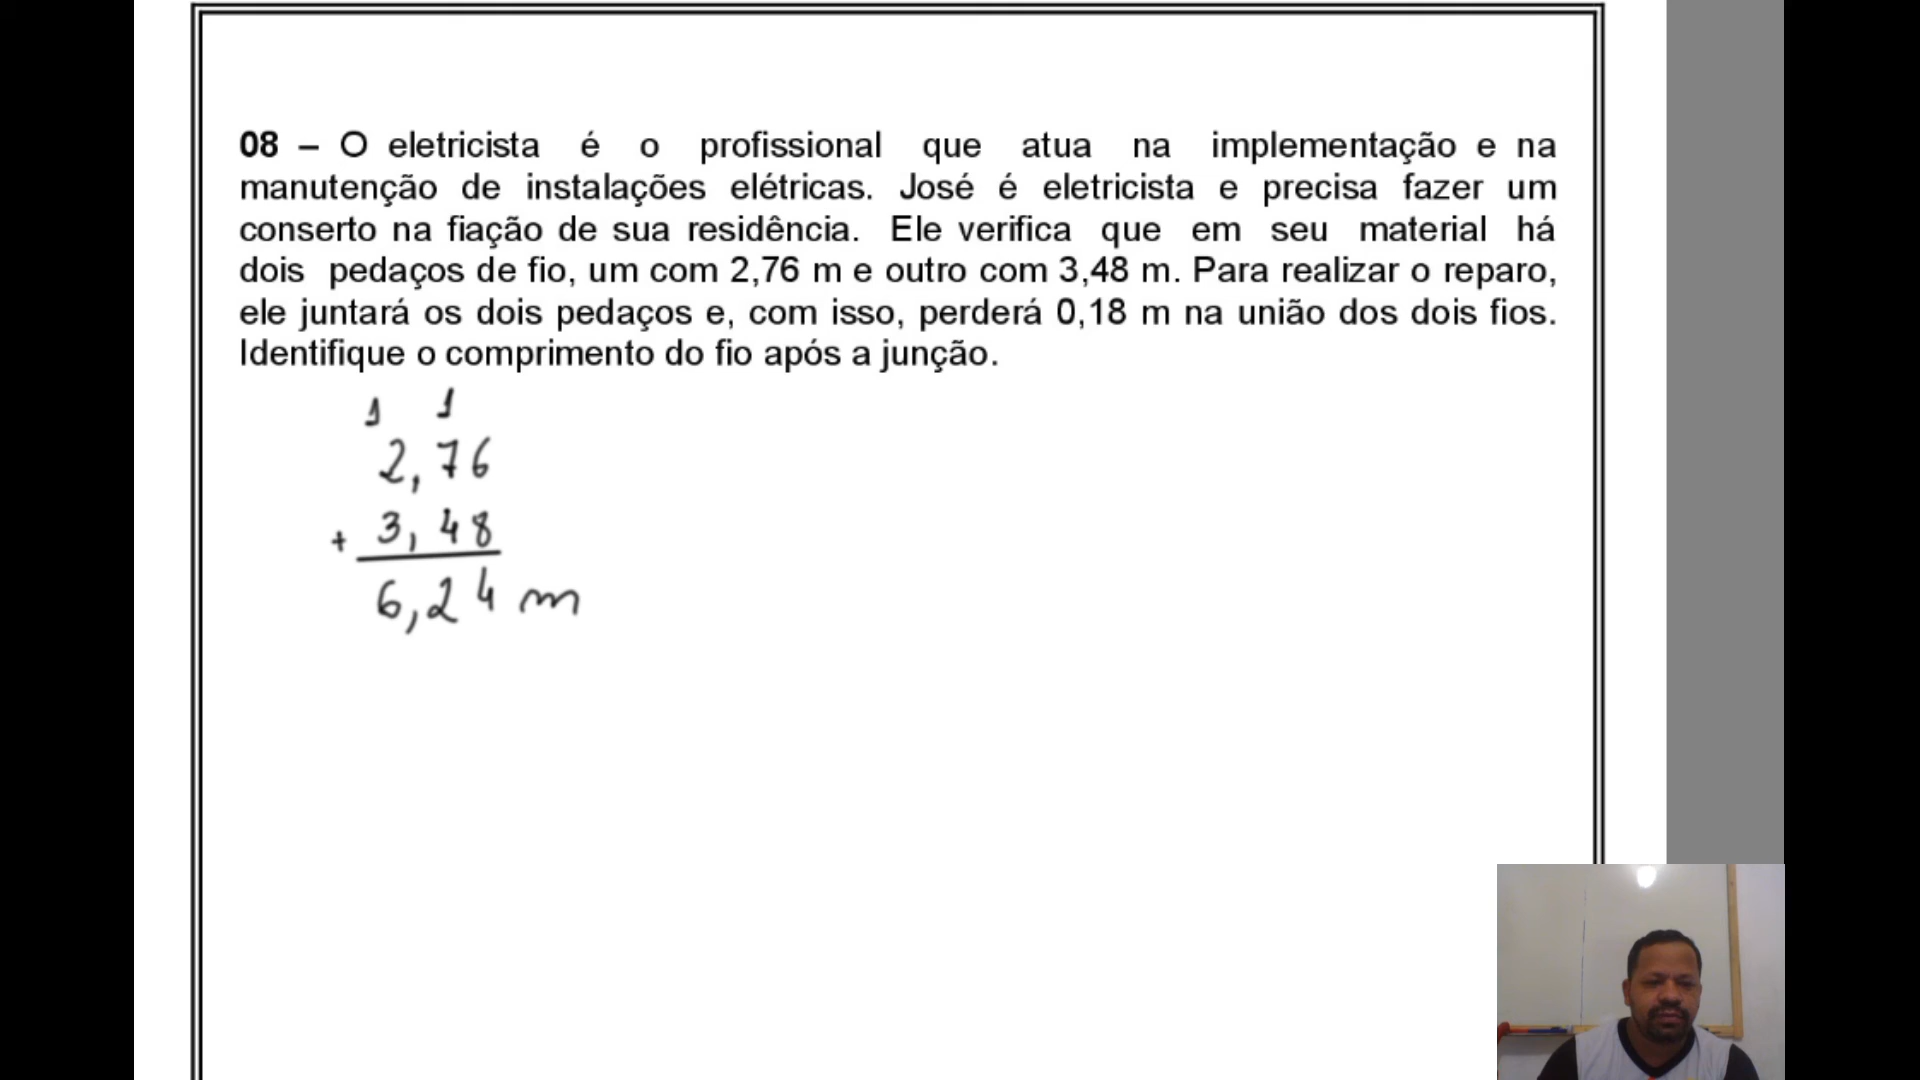 08 – O eletricista é o profissional que atua na implementação e na
manutenção de instalações elétricas. José é eletricista e precisa fazer um
conserto na fiação de sua residência. Ele verifica que em seu material há
dois pedaços de fio, um com 2,76 m e outro com 3,48 m. Para realizar o reparo,
ele juntará os dois pedaços e, com isso, perderá 0,18 m na união dos dois fios.
Identifique o comprimento do fio após a junção.
1 1
2,76
+ 3,48
6,24 m